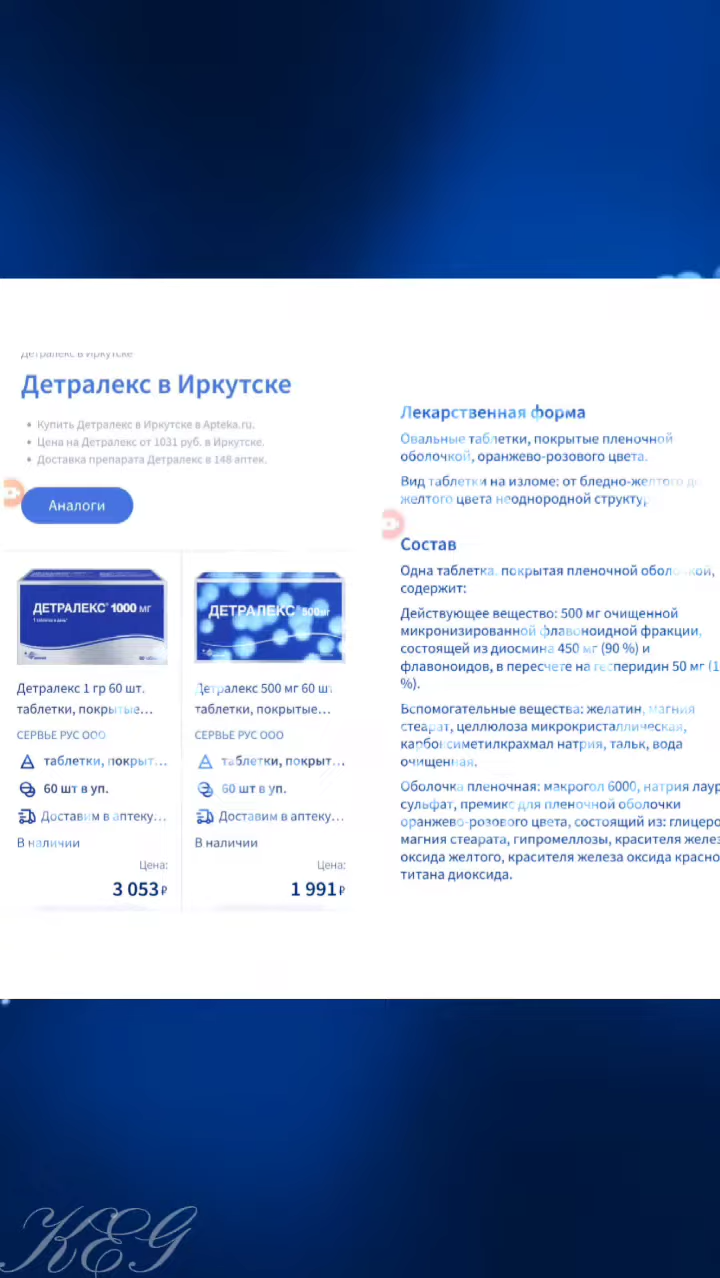 Детралекс в Иркутске
Детралекс в Иркутске
• Купить Детралекс в Иркутске в Apteka.ru.
• Цена на Детралекс от 1031 руб. в Иркутске.
• Доставка препарата Детралекс в 148 аптек.
Аналоги
ДЕТРАЛЕКС® 1000 мг
ДЕТРАЛЕКС® 500мг
Детралекс 1 гр 60 шт.
таблетки, покрытые…
СЕРВЬЕ РУС ООО
таблетки, покрыт…
60 шт в уп.
Доставим в аптеку…
В наличии
Цена:
3 053 ₽
Детралекс 500 мг 60 шт
таблетки, покрытые…
СЕРВЬЕ РУС ООО
таблетки, покрыт…
60 шт в уп.
Доставим в аптеку…
В наличии
Цена:
1 991 ₽
Лекарственная форма
Овальные таблетки, покрытые пленочной
оболочкой, оранжево-розового цвета.
Вид таблетки на изломе: от бледно-желтого до
желтого цвета неоднородной структур
Состав
Одна таблетка, покрытая пленочной оболочкой,
содержит:
Действующее вещество: 500 мг очищенной
микронизированной флавоноидной фракции,
состоящей из диосмина 450 мг (90 %) и
флавоноидов, в пересчете на гесперидин 50 мг (1
%).
Вспомогательные вещества: желатин, магния
стеарат, целлюлоза микрокристаллическая,
карбоксиметилкрахмал натрия, тальк, вода
очищенная.
Оболочка пленочная: макрогол 6000, натрия лаур
сульфат, премикс для пленочной оболочки
оранжево-розового цвета, состоящий из: глицеро
магния стеарата, гипромеллозы, красителя желез
оксида желтого, красителя железа оксида красно
титана диоксида.
KEG